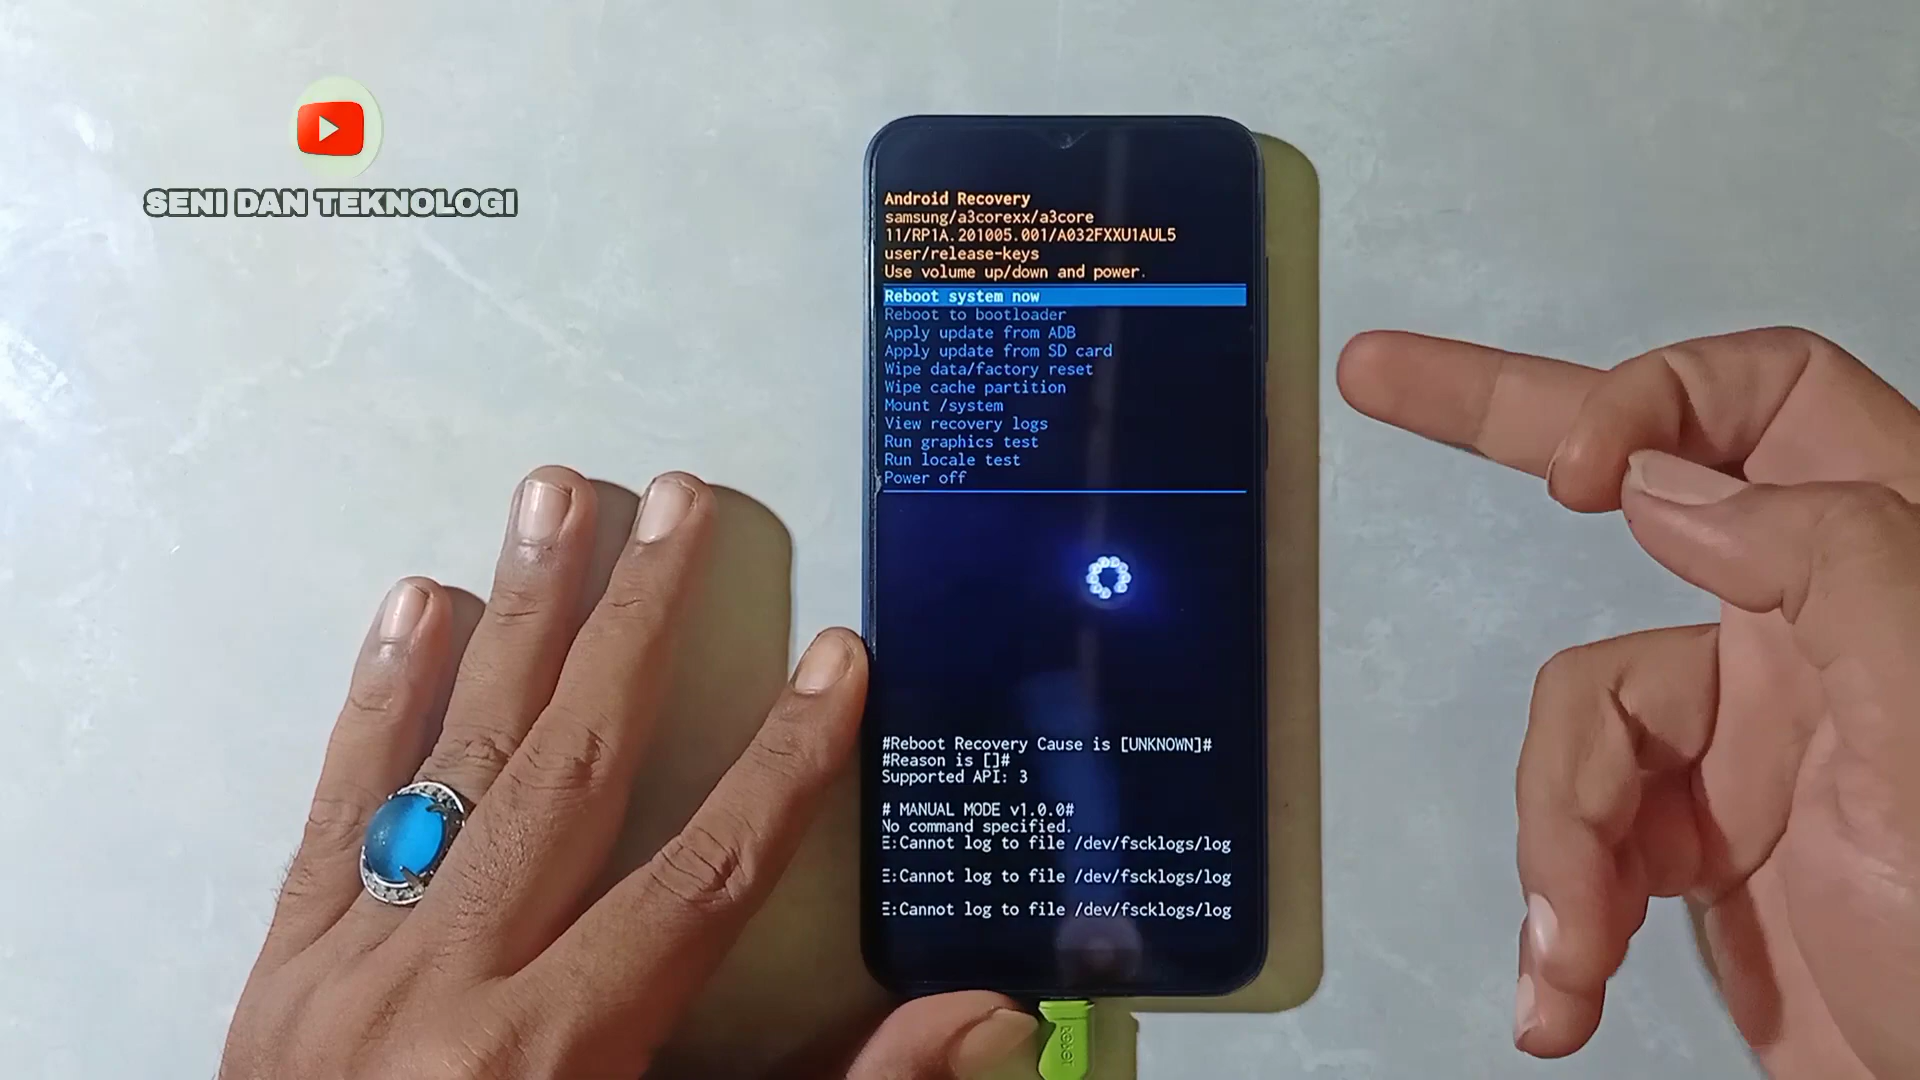 SENI DAN TEKNOLOGI
Android Recovery
samsung/a3corexx/a3core
11/RP1A.201005.001/A032FXXU1AUL5
user/release-keys
Use volume up/down and power.
Reboot system now
Reboot to bootloader
Apply update from ADB
Apply update from SD card
Wipe data/factory reset
Wipe cache partition
Mount /system
View recovery logs
Run graphics test
Run locale test
Power off
#Reboot Recovery Cause is [UNKNOWN]#
#Reason is []#
Supported API: 3
# MANUAL MODE v1.0.0#
No command specified.
E:Cannot log to file /dev/fscklogs/log
E:Cannot log to file /dev/fscklogs/log
E:Cannot log to file /dev/fscklogs/log
ROBOT